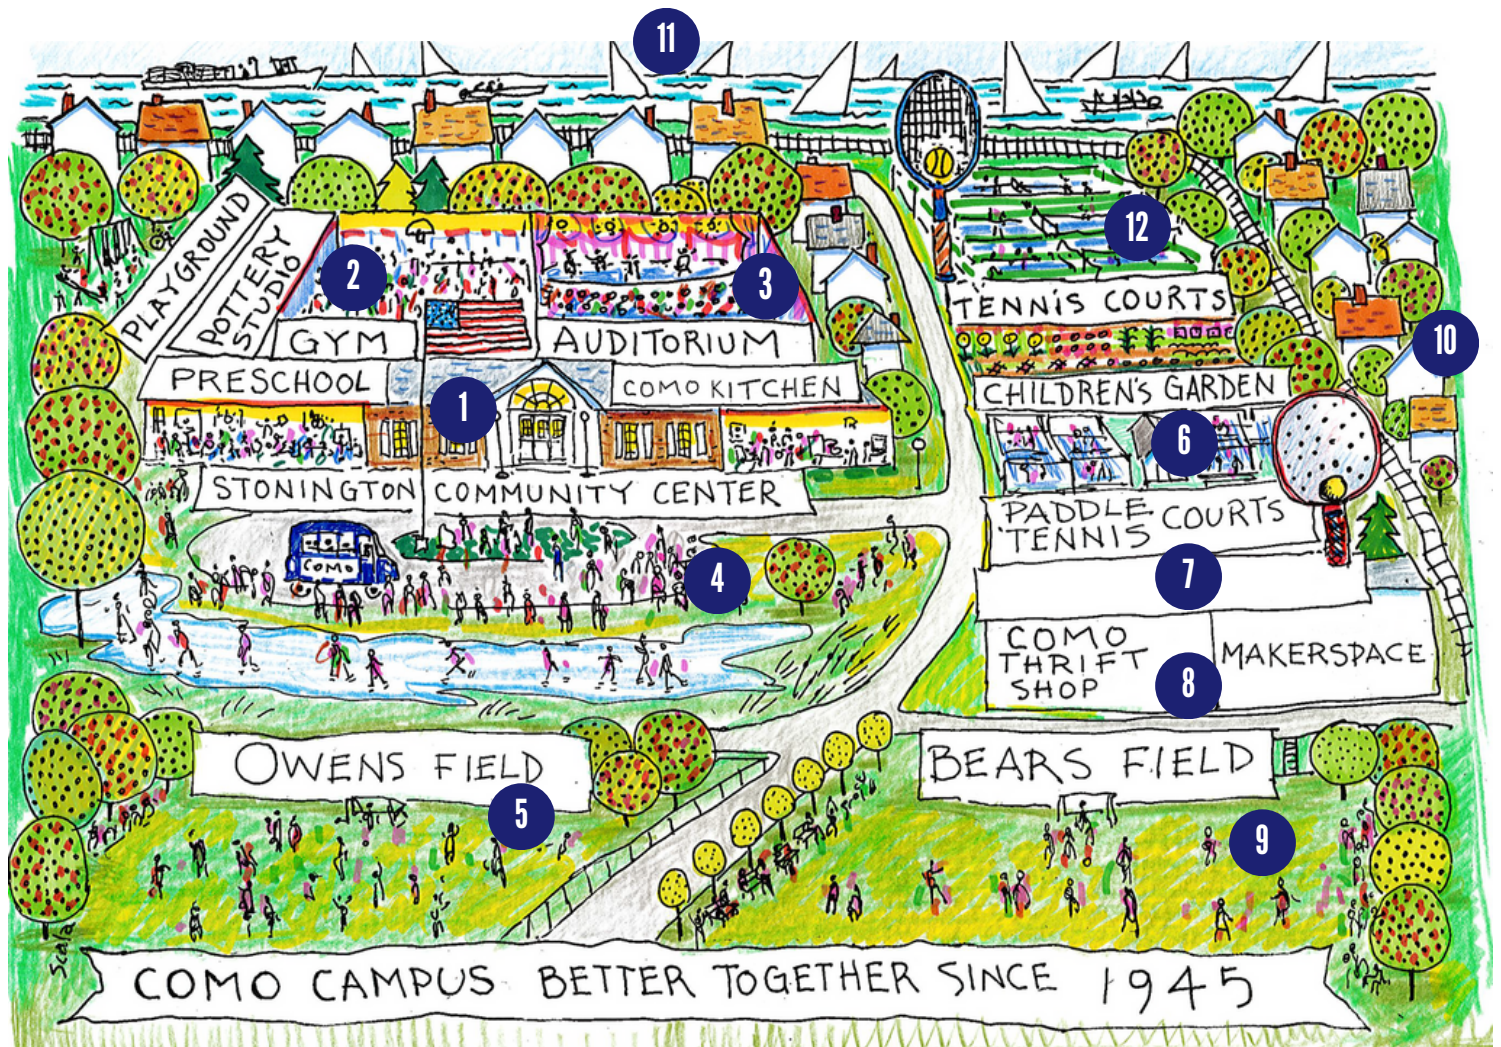 11
PLAYGROUND
POTTERY
STUDIO
2
3
12
GYM
AUDITORIUM
TENNIS COURTS
10
PRESCHOOL
1
COMO KITCHEN
CHILDREN'S GARDEN
6
STONINGTON COMMUNITY CENTER
PADDLE
TENNIS COURTS
COMO
4
7
COMO
THRIFT
SHOP
8
MAKERSPACE
OWENS FIELD
5
BEARS FIELD
9
Scala
COMO CAMPUS BETTER TOGETHER SINCE 1945